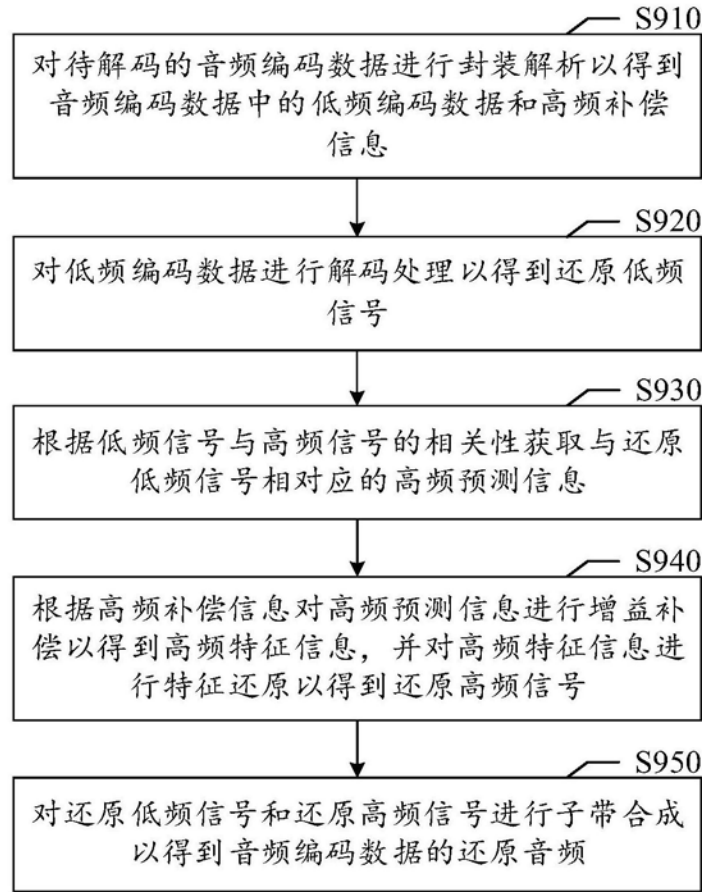 S910
对待解码的音频编码数据进行封装解析以得到
音频编码数据中的低频编码数据和高频补偿
信息
S920
对低频编码数据进行解码处理以得到还原低频
信号
S930
根据低频信号与高频信号的相关性获取与还原
低频信号相对应的高频预测信息
S940
根据高频补偿信息对高频预测信息进行增益补
偿以得到高频特征信息，并对高频特征信息进
行特征还原以得到还原高频信号
S950
对还原低频信号和还原高频信号进行子带合成
以得到音频编码数据的还原音频